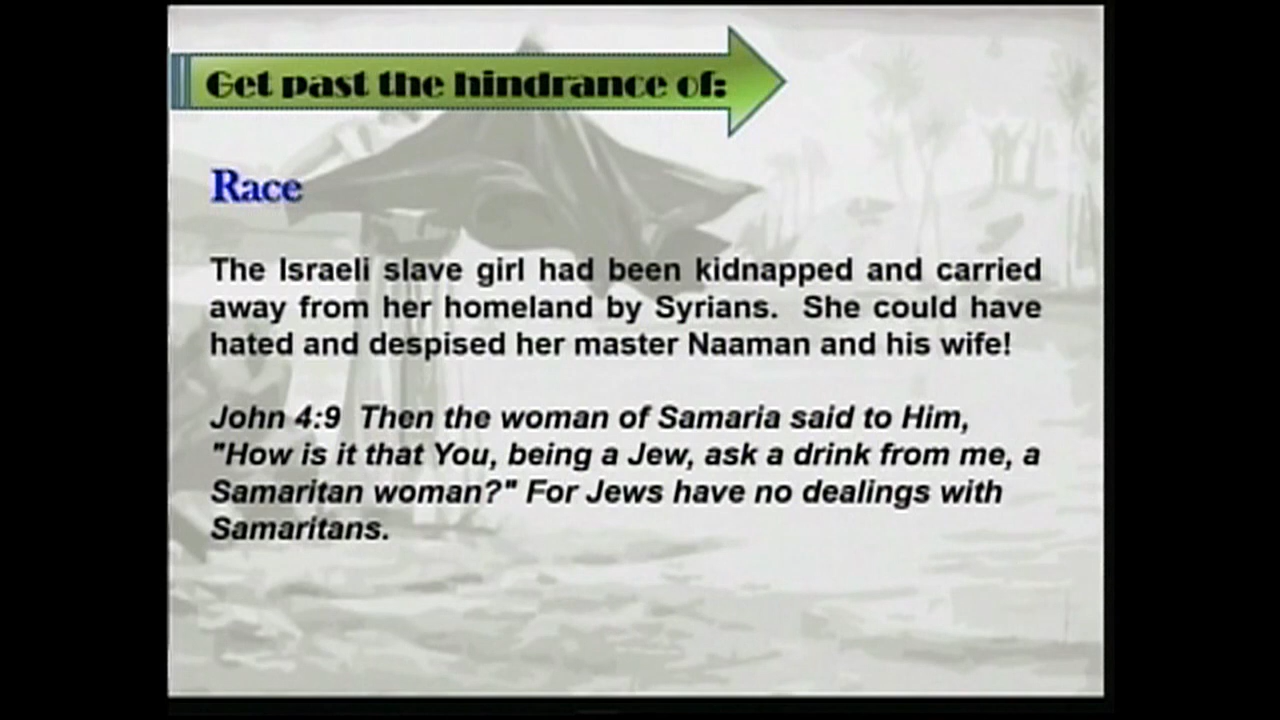 Get past the hindrance of:
Race
The Israeli slave girl had been kidnapped and carried
away from her homeland by Syrians.  She could have
hated and despised her master Naaman and his wife!
John 4:9  Then the woman of Samaria said to Him,
"How is it that You, being a Jew, ask a drink from me, a
Samaritan woman?" For Jews have no dealings with
Samaritans.